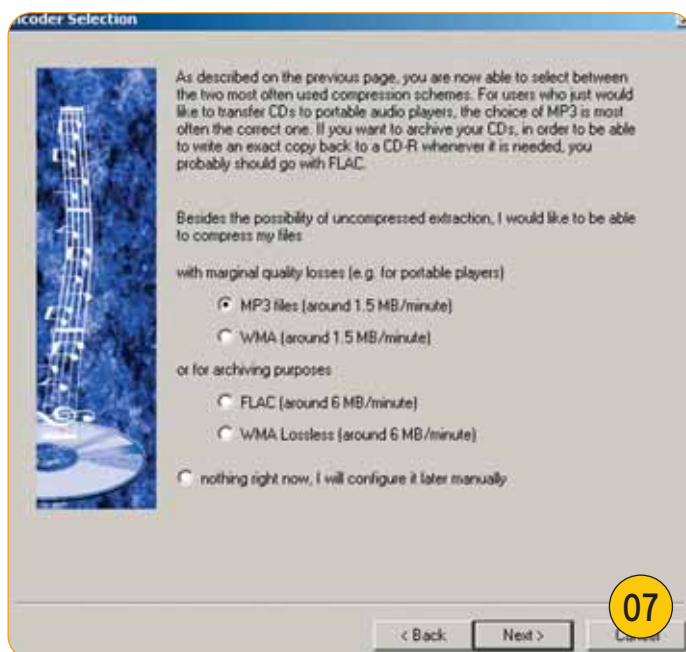 ncoder Selection
As described on the previous page, you are now able to select between
the two most often used compression schemes. For users who just would
like to transfer CDs to portable audio players, the choice of MP3 is most
often the correct one. If you want to archive your CDs, in order to be able
to write an exact copy back to a CD-R whenever it is needed, you
probably should go with FLAC.
Besides the possibility of uncompressed extraction, I would like to be able
to compress my files
with marginal quality losses (e.g. for portable players)
MP3 files (around 1.5 MB/minute)
WMA (around 1.5 MB/minute)
or for archiving purposes
FLAC (around 6 MB/minute)
WMA Lossless (around 6 MB/minute)
nothing right now, I will configure it later manually
07
< Back Next >